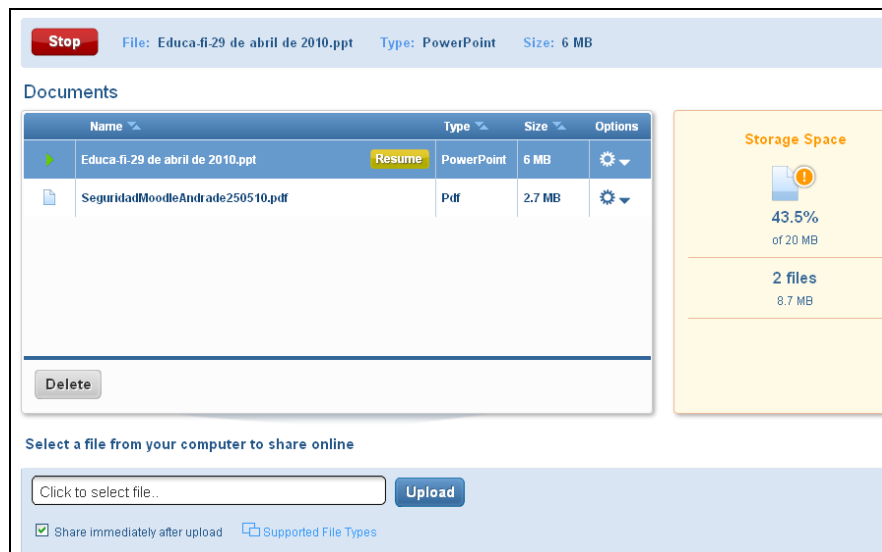 Stop File: Educa-fi-29 de abril de 2010.ppt Type: PowerPoint Size: 6 MB
Documents
Name Type Size Options
Educa-fi-29 de abril de 2010.ppt Resume PowerPoint 6 MB
SeguridadMoodleAndrade250510.pdf Pdf 2.7 MB
Delete
Storage Space
43.5%
of 20 MB
2 files
8.7 MB
Select a file from your computer to share online
Click to select file.. Upload
Share immediately after upload Supported File Types